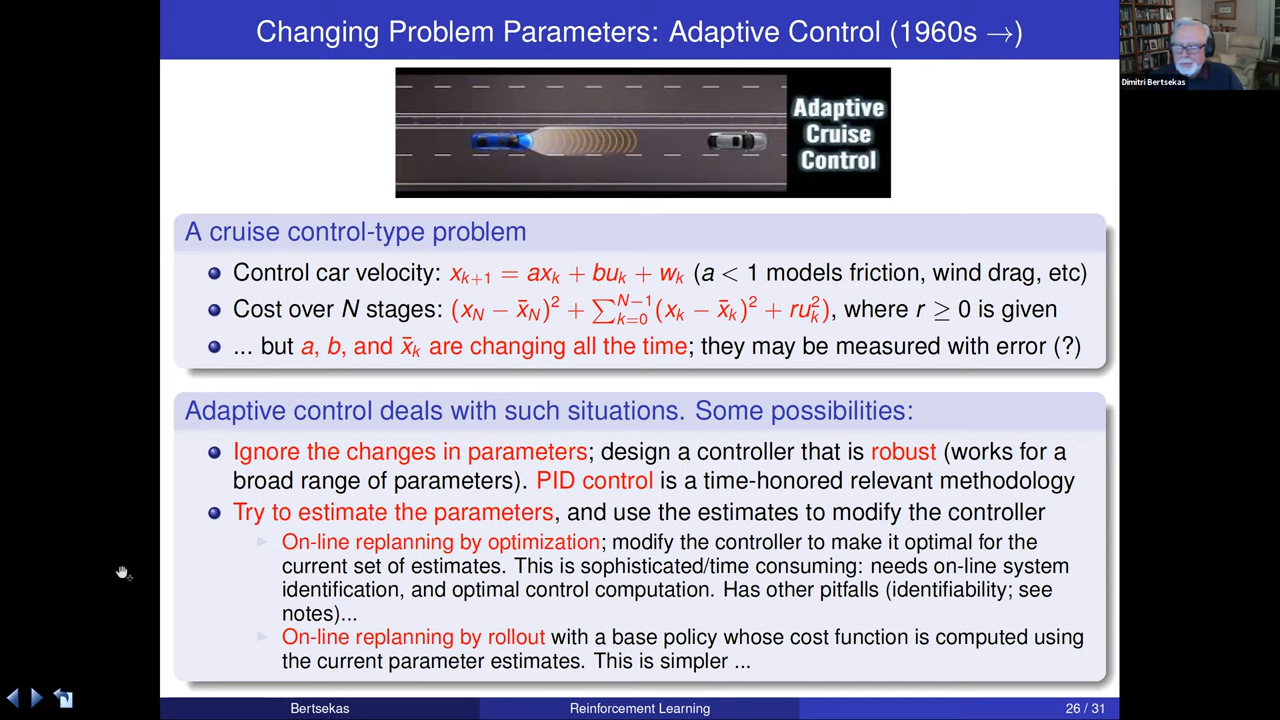 Changing Problem Parameters: Adaptive Control (1960s →)
Dimitri Bertsekas
Adaptive
Cruise
Control
A cruise control-type problem
Control car velocity: xₖ₊₁ = axₖ + buₖ + wₖ (a < 1 models friction, wind drag, etc)
Cost over N stages: (x_N − x̄_N)² + ∑_{k=0}^{N−1}(xₖ − x̄ₖ)² + ruₖ²), where r ≥ 0 is given
... but a, b, and x̄ₖ are changing all the time; they may be measured with error (?)
Adaptive control deals with such situations. Some possibilities:
Ignore the changes in parameters; design a controller that is robust (works for a
broad range of parameters). PID control is a time-honored relevant methodology
Try to estimate the parameters, and use the estimates to modify the controller
On-line replanning by optimization; modify the controller to make it optimal for the
current set of estimates. This is sophisticated/time consuming: needs on-line system
identification, and optimal control computation. Has other pitfalls (identifiability; see
notes)...
On-line replanning by rollout with a base policy whose cost function is computed using
the current parameter estimates. This is simpler ...
Bertsekas
Reinforcement Learning
26 / 31